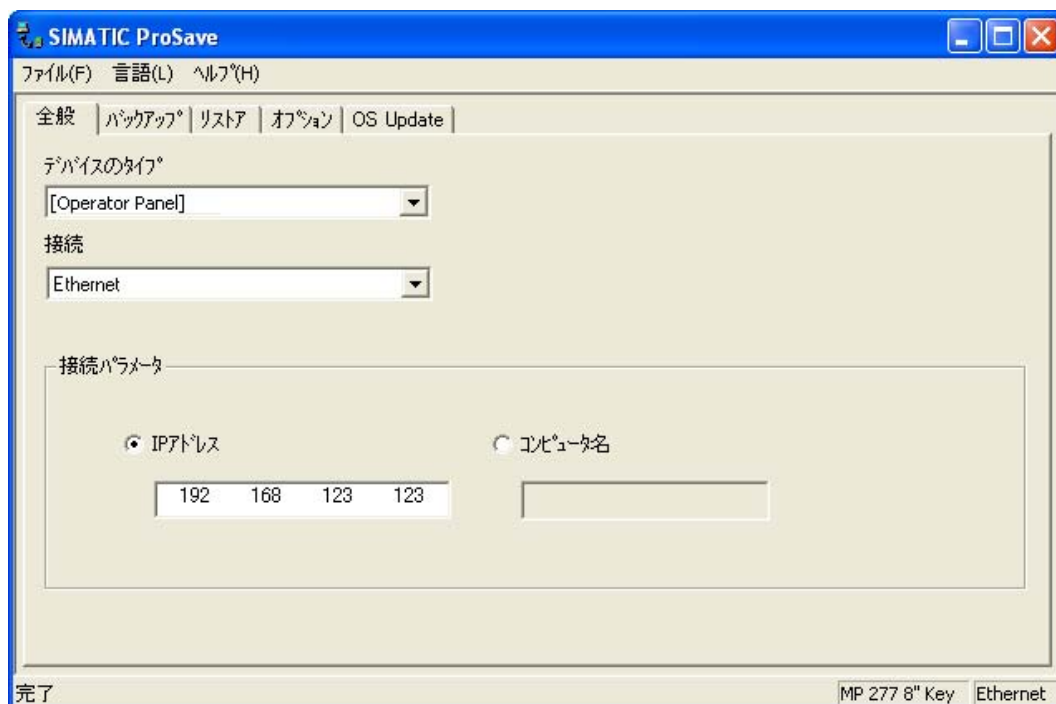 SIMATIC ProSave
ファイル(F) 言語(L) ヘルプ(H)
全般 バックアップ リストア オプション OS Update
デバイスのタイプ
[Operator Panel]
接続
Ethernet
接続パラメータ
IPアドレス コンピュータ名
192 168 123 123
完了 MP 277 8" Key Ethernet